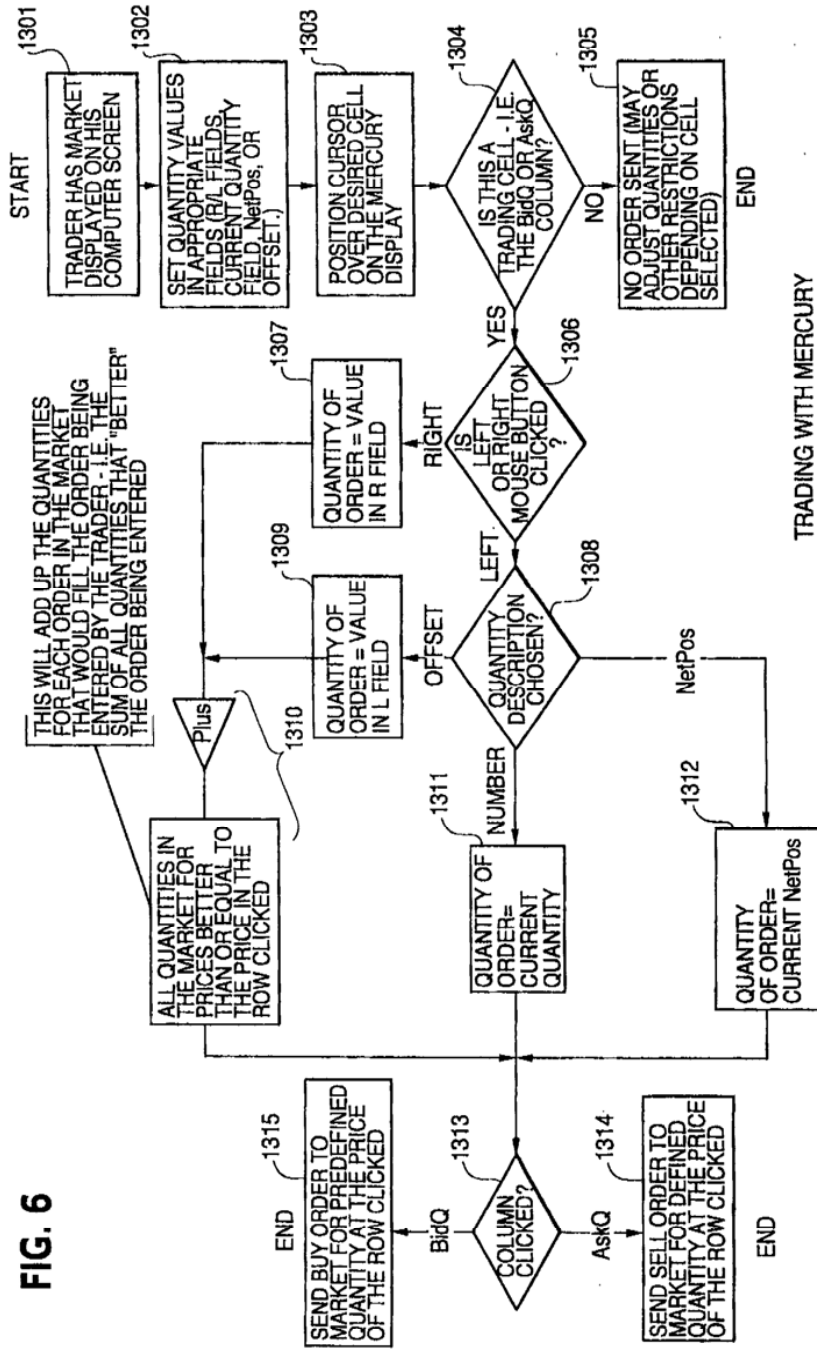 FIG. 6
START
1301
TRADER HAS MARKET
DISPLAYED ON HIS
COMPUTER SCREEN
1302
SET QUANTITY VALUES
IN APPROPRIATE
FIELDS (R/L FIELDS,
CURRENT QUANTITY
FIELD, NetPos, OR
OFFSET.)
1303
POSITION CURSOR
OVER DESIRED CELL
ON THE MERCURY
DISPLAY
1304
IS THIS A
TRADING CELL - I.E.
THE BidQ OR AskQ
COLUMN?
NO
1305
NO ORDER SENT (MAY
ADJUST QUANTITIES OR
OTHER RESTRICTIONS
DEPENDING ON CELL
SELECTED)
END
YES
1306
IS
LEFT
OR RIGHT
MOUSE BUTTON
CLICKED
?
RIGHT
1307
QUANTITY OF
ORDER = VALUE
IN R FIELD
LEFT
1308
QUANTITY
DESCRIPTION
CHOSEN?
OFFSET
1309
QUANTITY OF
ORDER = VALUE
IN L FIELD
Plus
1310
ALL QUANTITIES IN
THE MARKET FOR
PRICES BETTER
THAN OR EQUAL TO
THE PRICE IN THE
ROW CLICKED
THIS WILL ADD UP THE QUANTITIES
FOR EACH ORDER IN THE MARKET
THAT WOULD FILL THE ORDER BEING
ENTERED BY THE TRADER - I.E. THE
SUM OF ALL QUANTITIES THAT "BETTER"
THE ORDER BEING ENTERED
NUMBER
1311
QUANTITY OF
ORDER=
CURRENT
QUANTITY
NetPos
1312
QUANTITY
OF ORDER=
CURRENT NetPos
1313
COLUMN
CLICKED?
BidQ
1315
SEND BUY ORDER TO
MARKET FOR PREDEFINED
QUANTITY AT THE PRICE
OF THE ROW CLICKED
END
AskQ
1314
SEND SELL ORDER TO
MARKET FOR DEFINED
QUANTITY AT THE PRICE
OF THE ROW CLICKED
END
TRADING WITH MERCURY